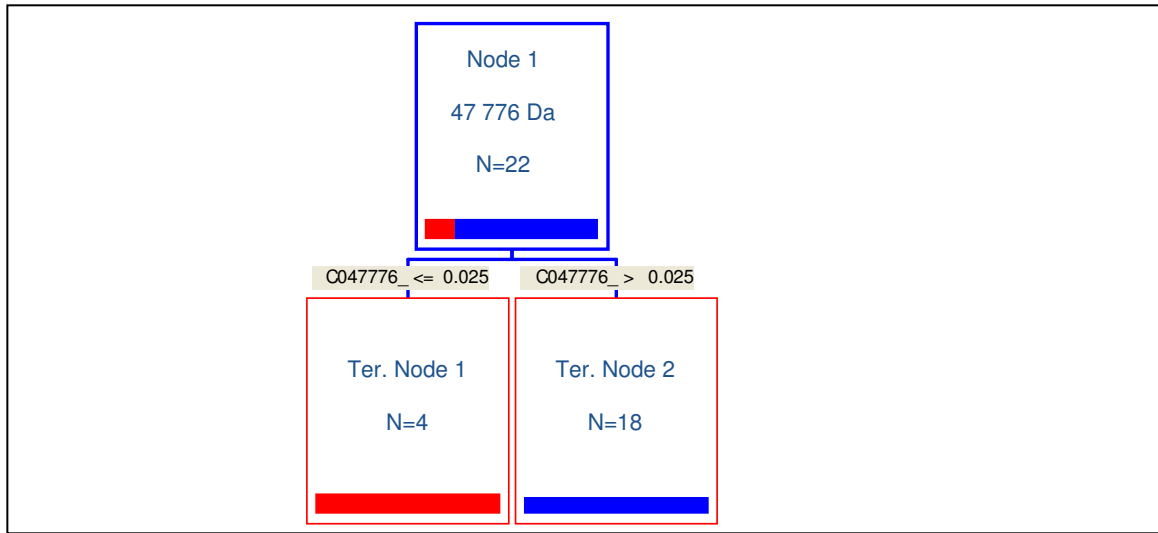 Node 1
47 776 Da
N=22
C047776_ <= 0.025
C047776_ > 0.025
Ter. Node 1
N=4
Ter. Node 2
N=18